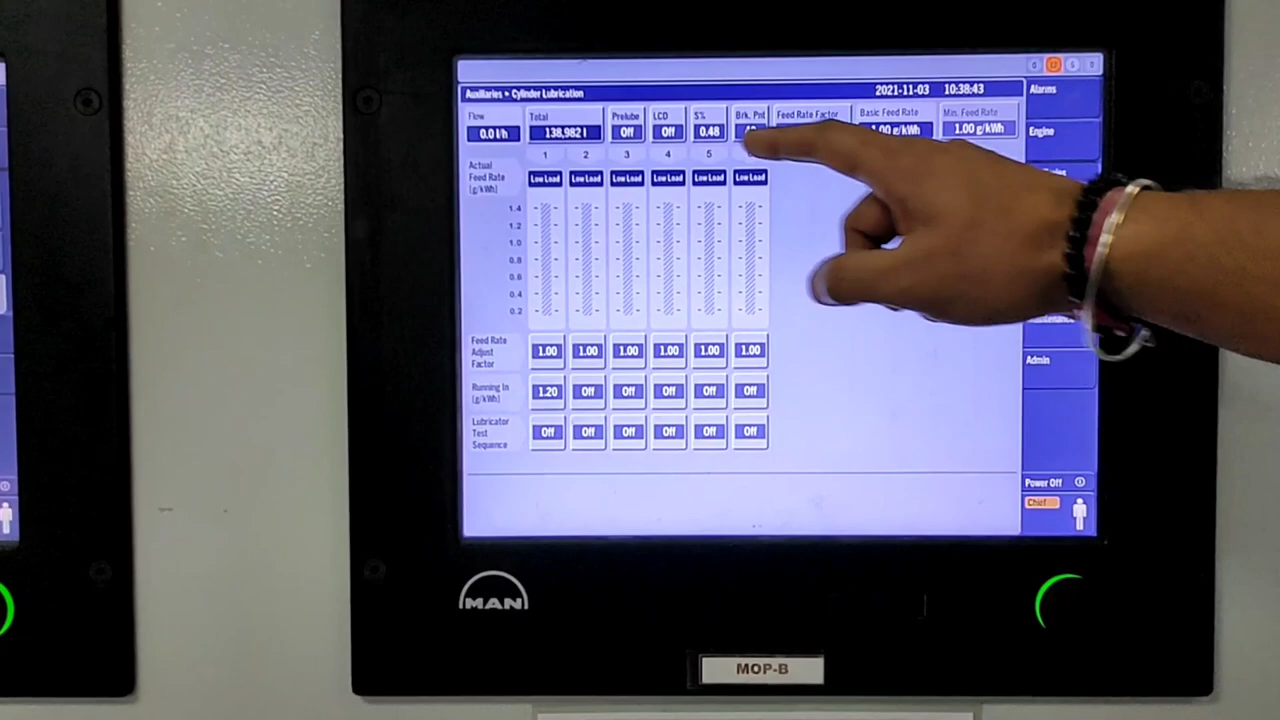 Auxiliaries ▸ Cylinder Lubrication 2021-11-03 10:38:43
Alarms
Engine
Flow Total Prelube LCD S% Brk. Pnt Feed Rate Factor Basic Feed Rate Min. Feed Rate
0.0 l/h 138,982 l Off Off 0.48 1.00 g/kWh 1.00 g/kWh
1 2 3 4 5
Actual
Feed Rate
[g/kWh]
Low Load Low Load Low Load Low Load Low Load Low Load
1.4
1.2
1.0
0.8
0.6
0.4
0.2
Maintenance
Feed Rate
Adjust
Factor
1.00 1.00 1.00 1.00 1.00 1.00
Admin
Running In
[g/kWh]
1.20 Off Off Off Off Off
Lubricator
Test
Sequence
Off Off Off Off Off Off
Power Off
Chief
MAN
MOP-B